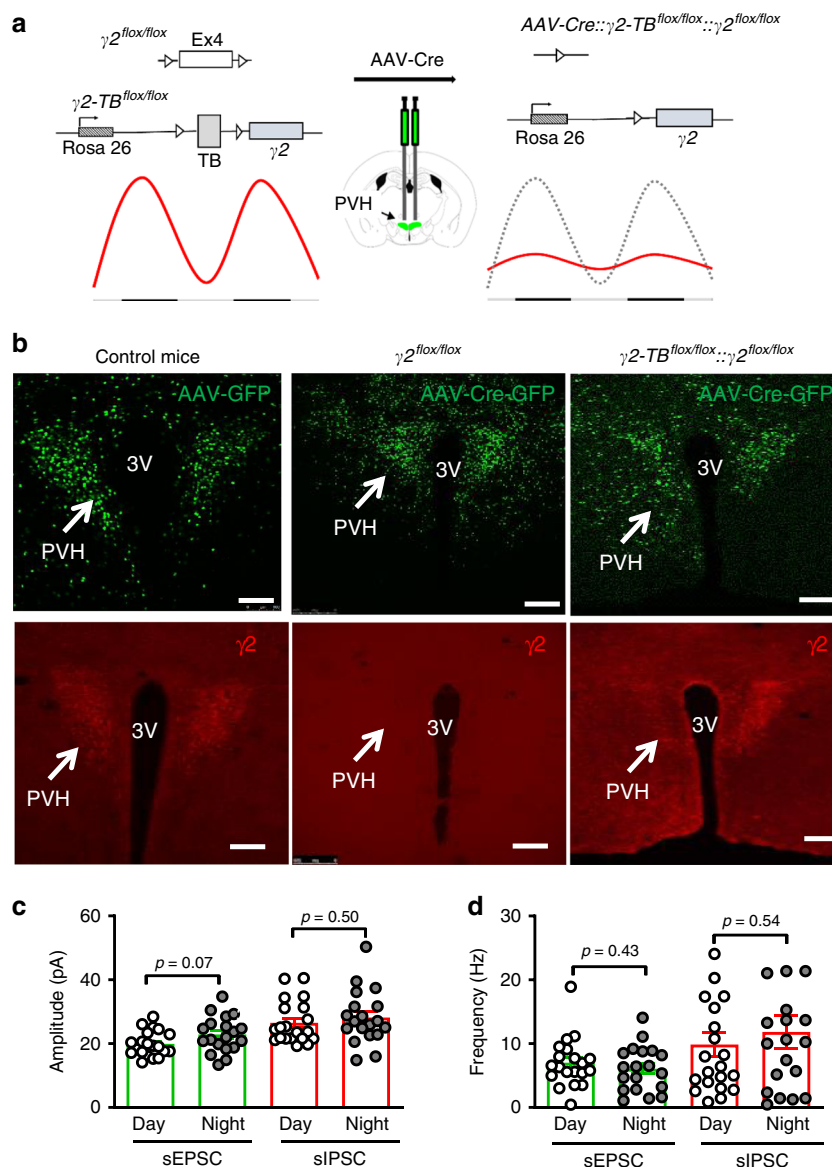 a
γ2flox/flox
Ex4
γ2-TBflox/flox
Rosa 26
TB
γ2
AAV-Cre
PVH
AAV-Cre::γ2-TBflox/flox::γ2flox/flox
Rosa 26
γ2
b
Control mice
γ2flox/flox
γ2-TBflox/flox::γ2flox/flox
AAV-GFP
3V
PVH
AAV-Cre-GFP
3V
PVH
AAV-Cre-GFP
3V
PVH
γ2
3V
PVH
γ2
3V
PVH
γ2
3V
PVH
c
Amplitude (pA)
60
40
20
0
p = 0.07
p = 0.50
Day
Night
Day
Night
sEPSC
sIPSC
d
Frequency (Hz)
30
20
10
0
p = 0.43
p = 0.54
Day
Night
Day
Night
sEPSC
sIPSC